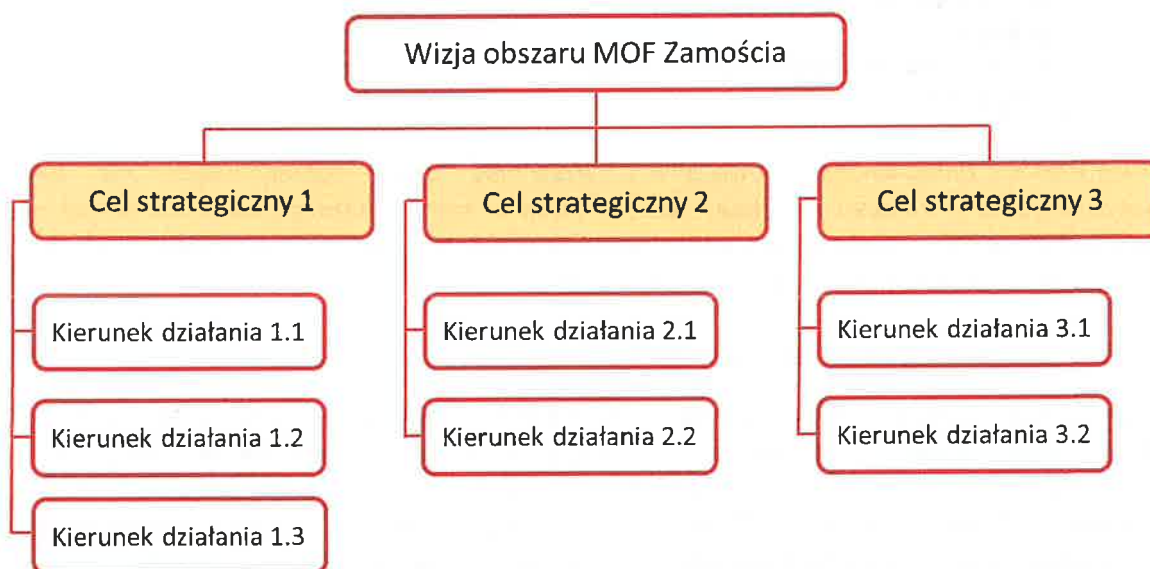 Wizja obszaru MOF Zamościa
Cel strategiczny 1
Kierunek działania 1.1
Kierunek działania 1.2
Kierunek działania 1.3
Cel strategiczny 2
Kierunek działania 2.1
Kierunek działania 2.2
Cel strategiczny 3
Kierunek działania 3.1
Kierunek działania 3.2